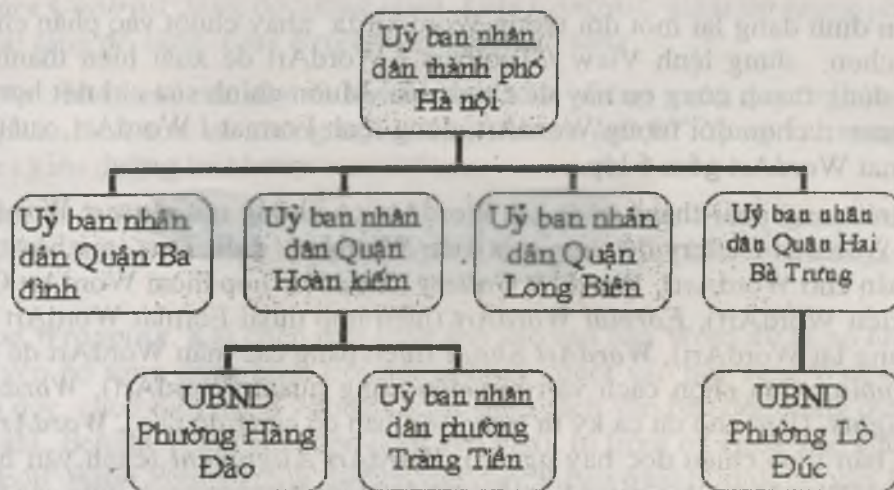 Uỷ ban nhân
dân thành phố
Hà nội
Uỷ ban nhân
dân Quận Ba
đình
Uỷ ban nhân
dân Quận
Hoàn kiếm
Uỷ ban nhân
dân Quận
Long Biên
Uỷ ban nhân
dân Quân Hai
Bà Trưng
UBND
Phường Hàng
Đào
Uỷ ban nhân
dân phường
Tràng Tiền
UBND
Phường Lò
Đúc